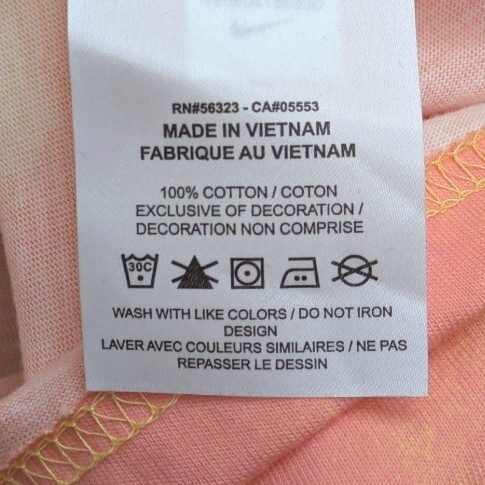 RN#56323 - CA#05553
MADE IN VIETNAM
FABRIQUE AU VIETNAM
100% COTTON / COTON
EXCLUSIVE OF DECORATION /
DECORATION NON COMPRISE
30C
WASH WITH LIKE COLORS / DO NOT IRON
DESIGN
LAVER AVEC COULEURS SIMILAIRES / NE PAS
REPASSER LE DESSIN